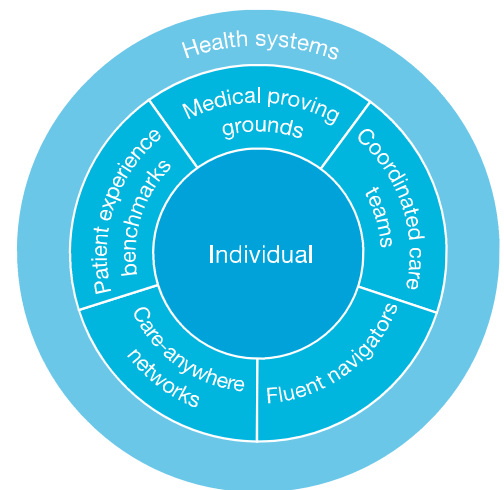 Health systems
Medical proving
grounds
Coordinated care
teams
Fluent navigators
Care-anywhere
networks
Patient experience
benchmarks
Individual